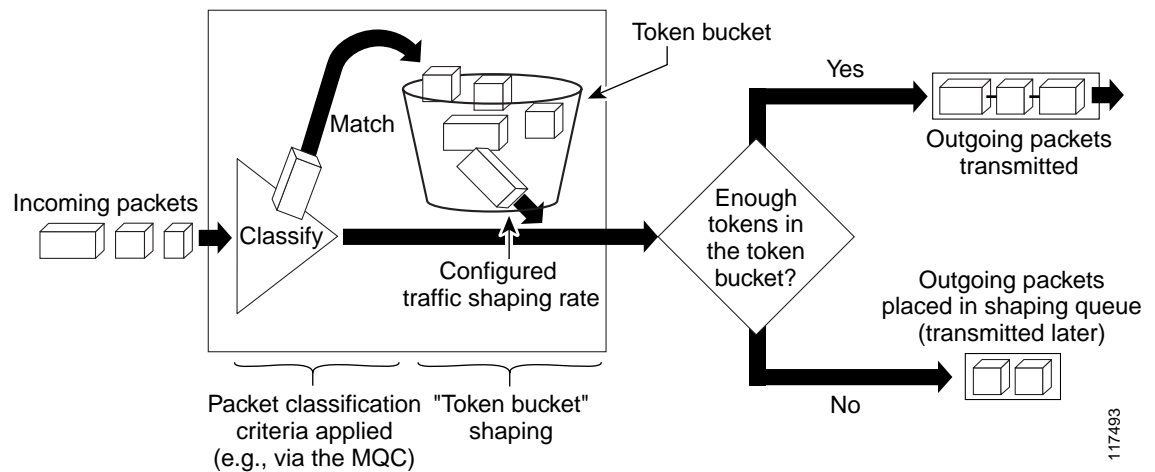 Token bucket
Match
Incoming packets
Classify
Configured
traffic shaping rate
Packet classification
criteria applied
(e.g., via the MQC)
"Token bucket"
shaping
Enough
tokens in
the token
bucket?
Yes
Outgoing packets
transmitted
Outgoing packets
placed in shaping queue
(transmitted later)
No
117493